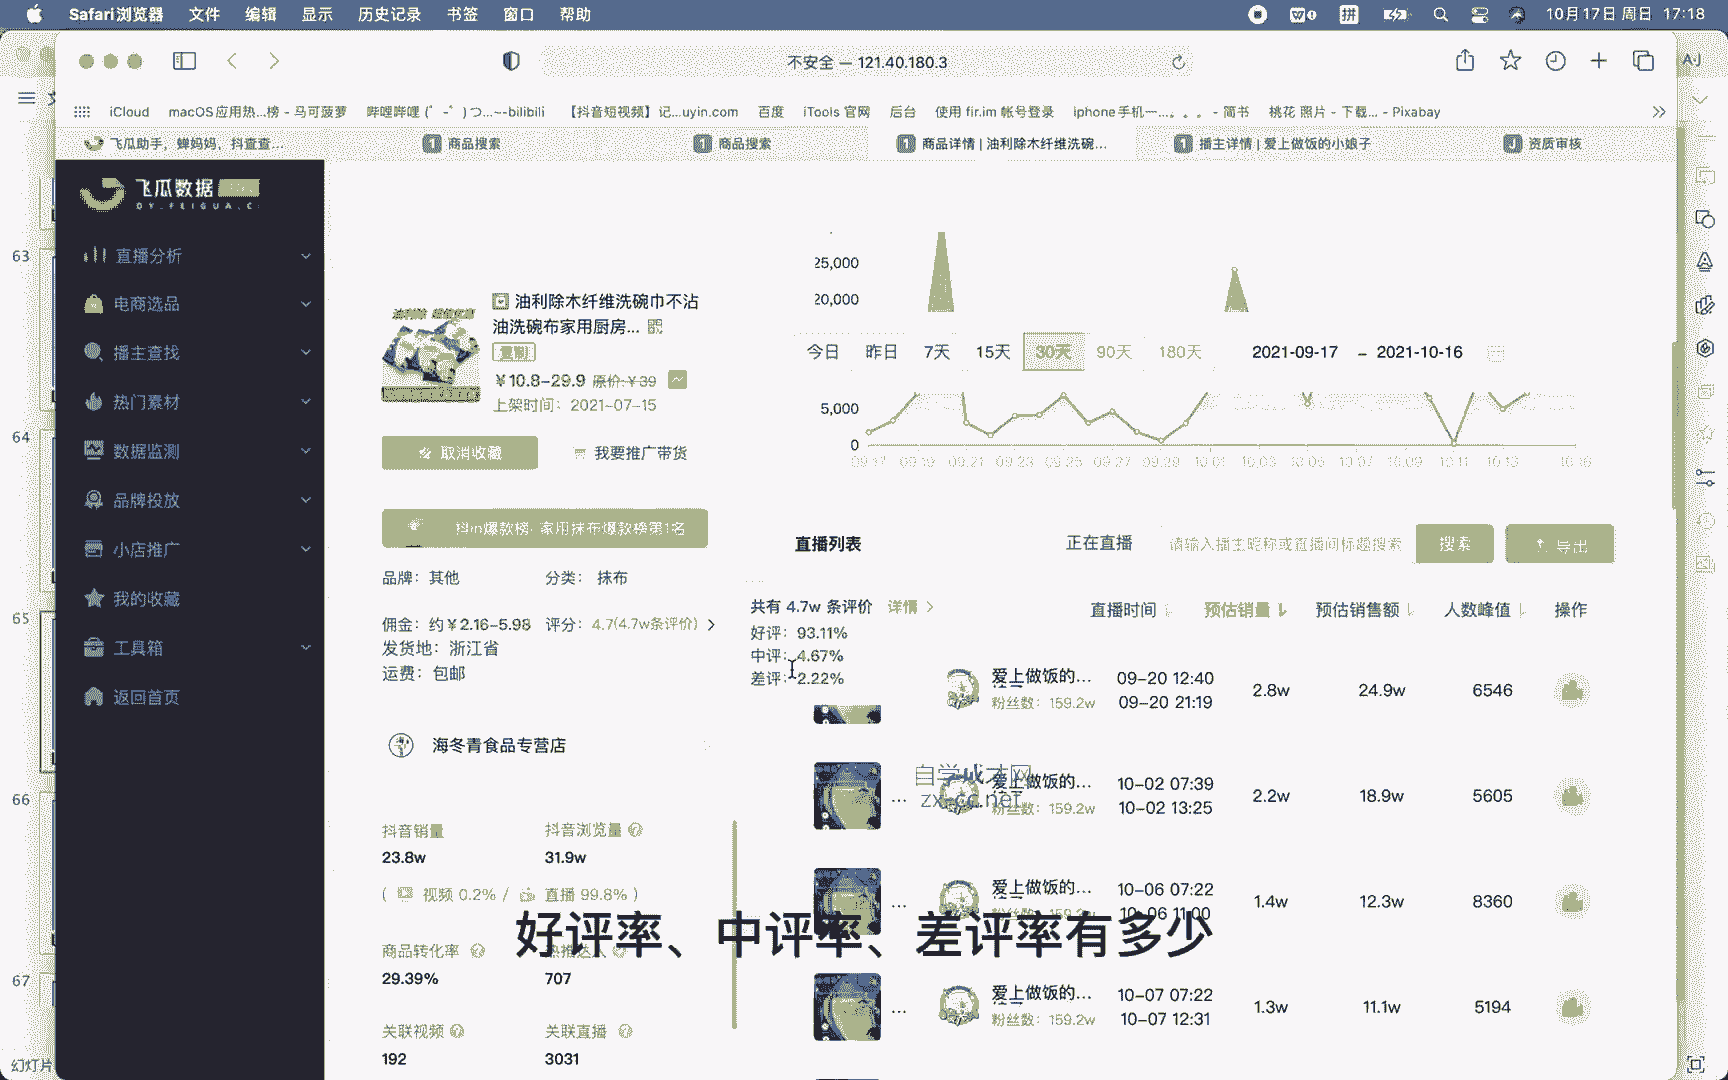 Safari浏览器 文件 编辑 显示 历史记录 书签 窗口 帮助
10月17日 周日 17:18
不安全 — 121.40.180.3
iCloud macOS应用热...榜 - 马可菠萝 哔哩哔哩 (゜-゜)つ...~-bilibili 【抖音短视频】记...uyin.com 百度 iTools 官网 后台 使用 fir.im 帐号登录 iphone手机一...。。。 - 简书 桃花 照片 - 下载... - Pixabay
飞瓜助手，蝉妈妈、抖查查... 商品搜索 商品搜索 商品详情 | 油利除木纤维洗碗... 播主详情 | 爱上做饭的小娘子 资质审核
飞瓜数据
DY.FEIGUA.C
直播分析
电商选品
播主查找
热门素材
数据监测
品牌投放
小店推广
我的收藏
工具箱
返回首页
63
64
65
66
67
幻灯片
油利除木纤维洗碗巾不沾
油洗碗布家用厨房...
¥10.8-29.9 原价:¥39
上架时间：2021-07-15
取消收藏 我要推广带货
抖in爆款榜·家用抹布爆款榜第1名
品牌：其他 分类：抹布
佣金：约¥2.16-5.98 评分：4.7(4.7w条评价)
发货地：浙江省
运费：包邮
海冬青食品专营店
抖音销量 抖音浏览量
23.8w 31.9w
( 视频 0.2% / 直播 99.8% )
商品转化率 热推达人
29.39% 707
关联视频 关联直播
192 3031
25,000
20,000
今日 昨日 7天 15天 30天 90天 180天 2021-09-17 - 2021-10-16
5,000
0
09.17 09.19 09.21 09.23 09.25 09.27 09.29 10.01 10.03 10.05 10.07 10.09 10.11 10.13 10.16
直播列表 正在直播 请输入播主昵称或直播间标题搜索 搜索 导出
共有 4.7w 条评价 详情
好评：93.11%
中评：4.67%
差评：2.22%
直播时间 预估销量 预估销售额 人数峰值 操作
爱上做饭的... 09-20 12:40 2.8w 24.9w 6546
粉丝数：159.2w 09-20 21:19
爱上做饭的... 10-02 07:39 2.2w 18.9w 5605
粉丝数：159.2w 10-02 13:25
爱上做饭的... 10-06 07:22 1.4w 12.3w 8360
粉丝数：159.2w 10-06 11:00
爱上做饭的... 10-07 07:22 1.3w 11.1w 5194
粉丝数：159.2w 10-07 12:31
自学成才网
zx-cc.net
好评率、中评率、差评率有多少